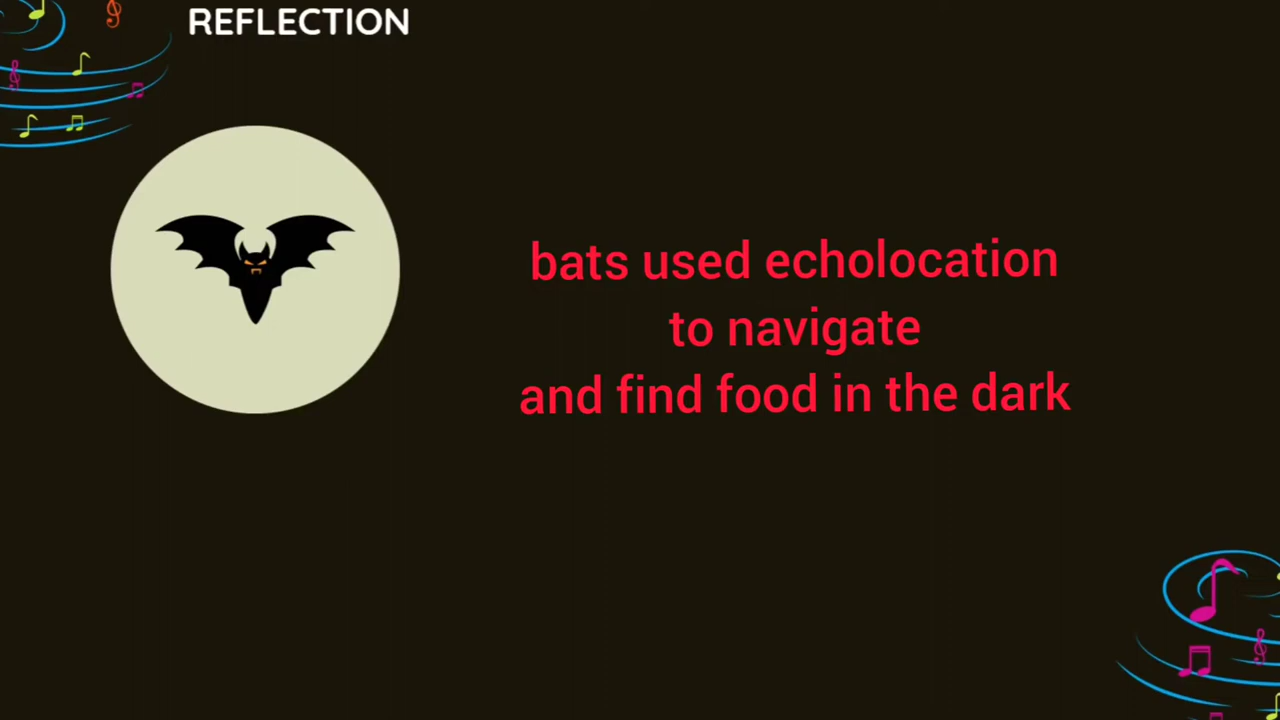 REFLECTION
bats used echolocation
to navigate
and find food in the dark